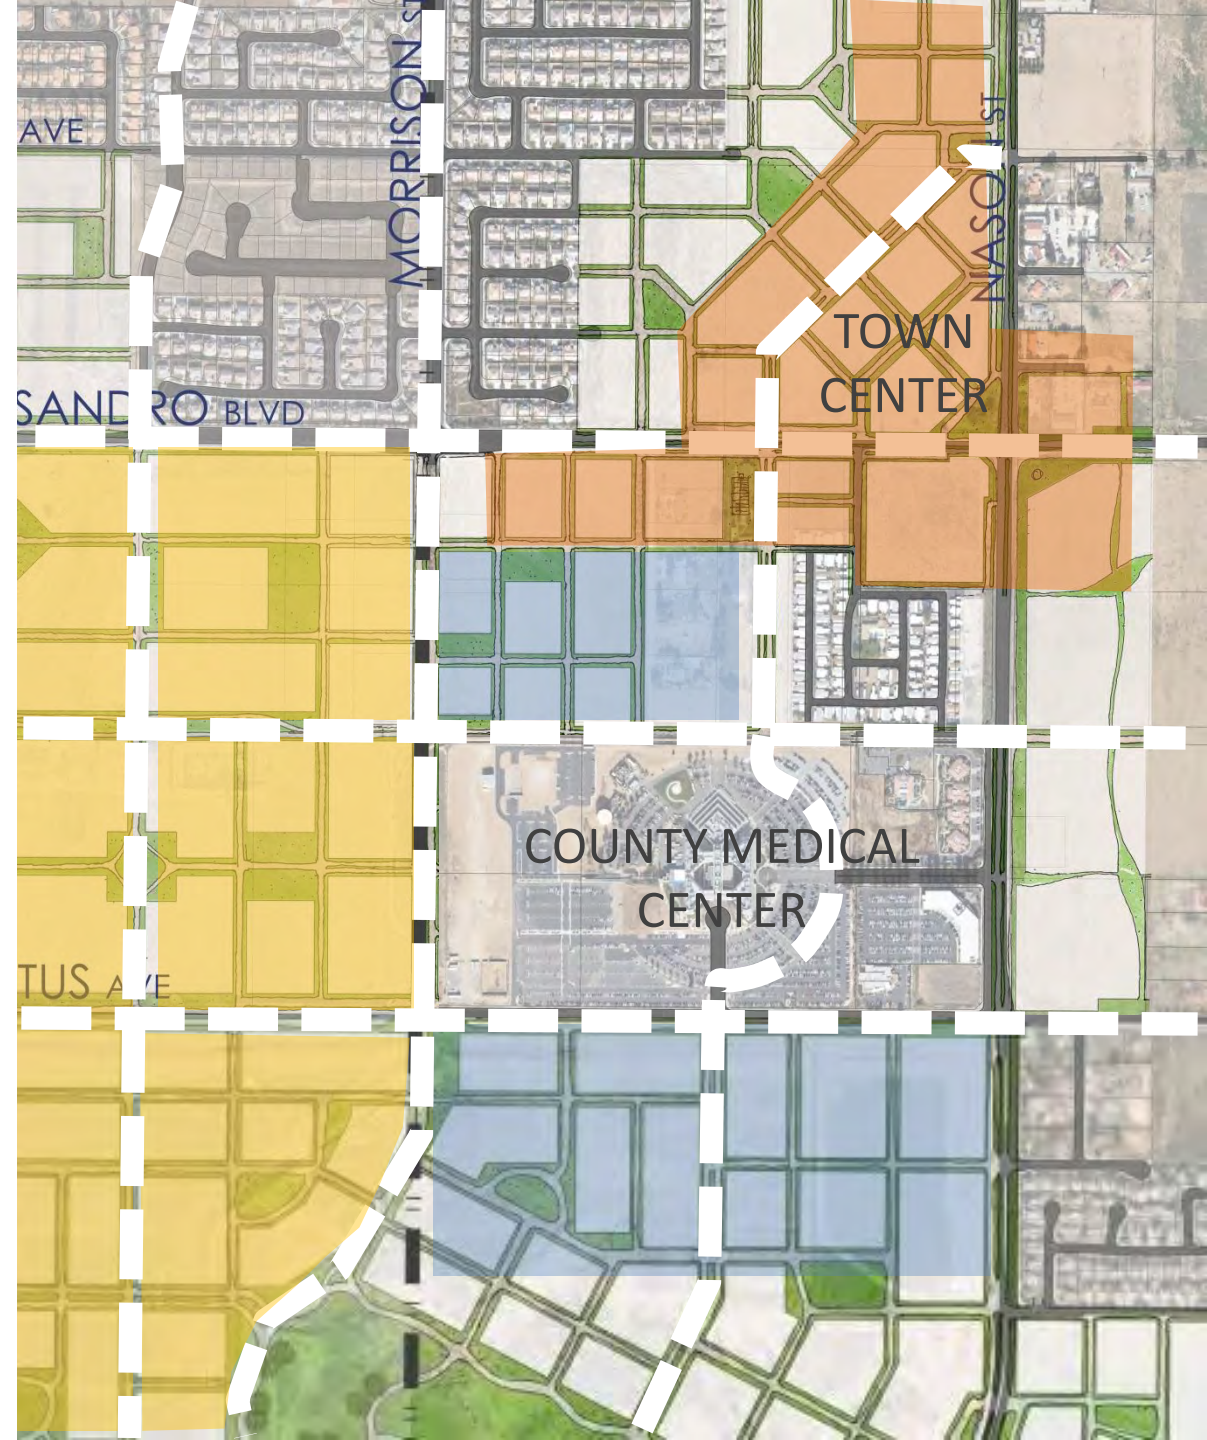 MORRISON ST
AVE
NASON ST
TOWN
CENTER
SANDRO BLVD
COUNTY MEDICAL
CENTER
TUS AVE